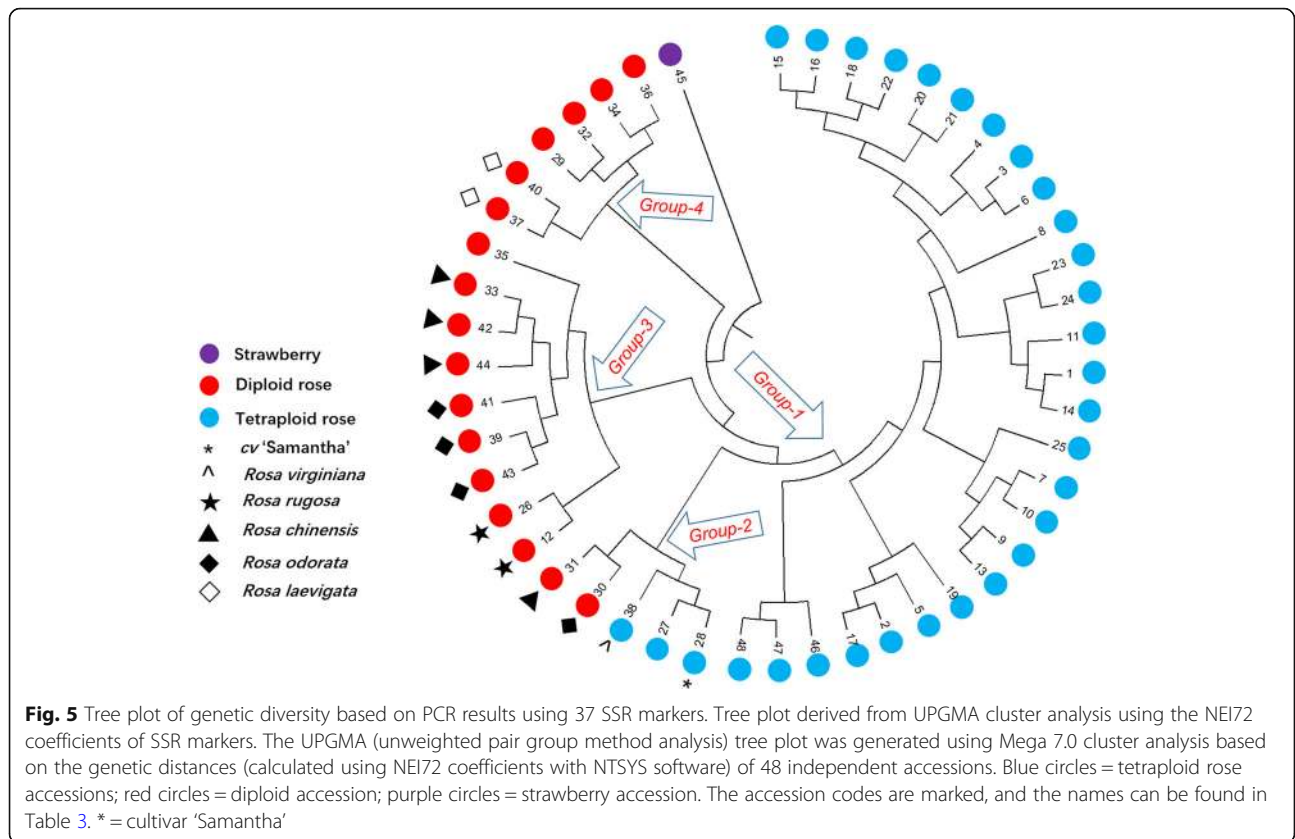 45
36
34
32
29
40
37
35
33
42
44
41
39
43
26
12
31
30
38
27
28
48
47
46
17
2
5
19
13
9
10
7
25
14
1
11
24
23
8
6
3
4
21
20
22
18
16
15
Group-4
Group-3
Group-1
Group-2
Strawberry
Diploid rose
Tetraploid rose
* cv 'Samantha'
^ Rosa virginiana
★ Rosa rugosa
▲ Rosa chinensis
◆ Rosa odorata
◇ Rosa laevigata
^
*
Fig. 5 Tree plot of genetic diversity based on PCR results using 37 SSR markers. Tree plot derived from UPGMA cluster analysis using the NEI72
coefficients of SSR markers. The UPGMA (unweighted pair group method analysis) tree plot was generated using Mega 7.0 cluster analysis based
on the genetic distances (calculated using NEI72 coefficients with NTSYS software) of 48 independent accessions. Blue circles = tetraploid rose
accessions; red circles = diploid accession; purple circles = strawberry accession. The accession codes are marked, and the names can be found in
Table 3. * = cultivar 'Samantha'